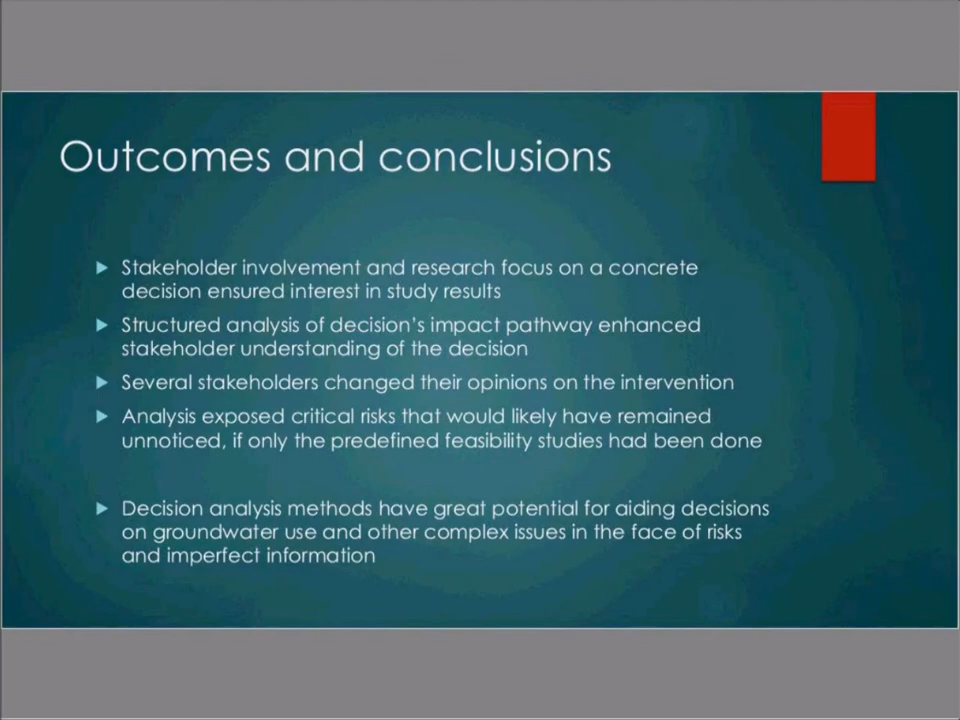 Outcomes and conclusions
Stakeholder involvement and research focus on a concrete
decision ensured interest in study results
Structured analysis of decision's impact pathway enhanced
stakeholder understanding of the decision
Several stakeholders changed their opinions on the intervention
Analysis exposed critical risks that would likely have remained
unnoticed, if only the predefined feasibility studies had been done
Decision analysis methods have great potential for aiding decisions
on groundwater use and other complex issues in the face of risks
and imperfect information